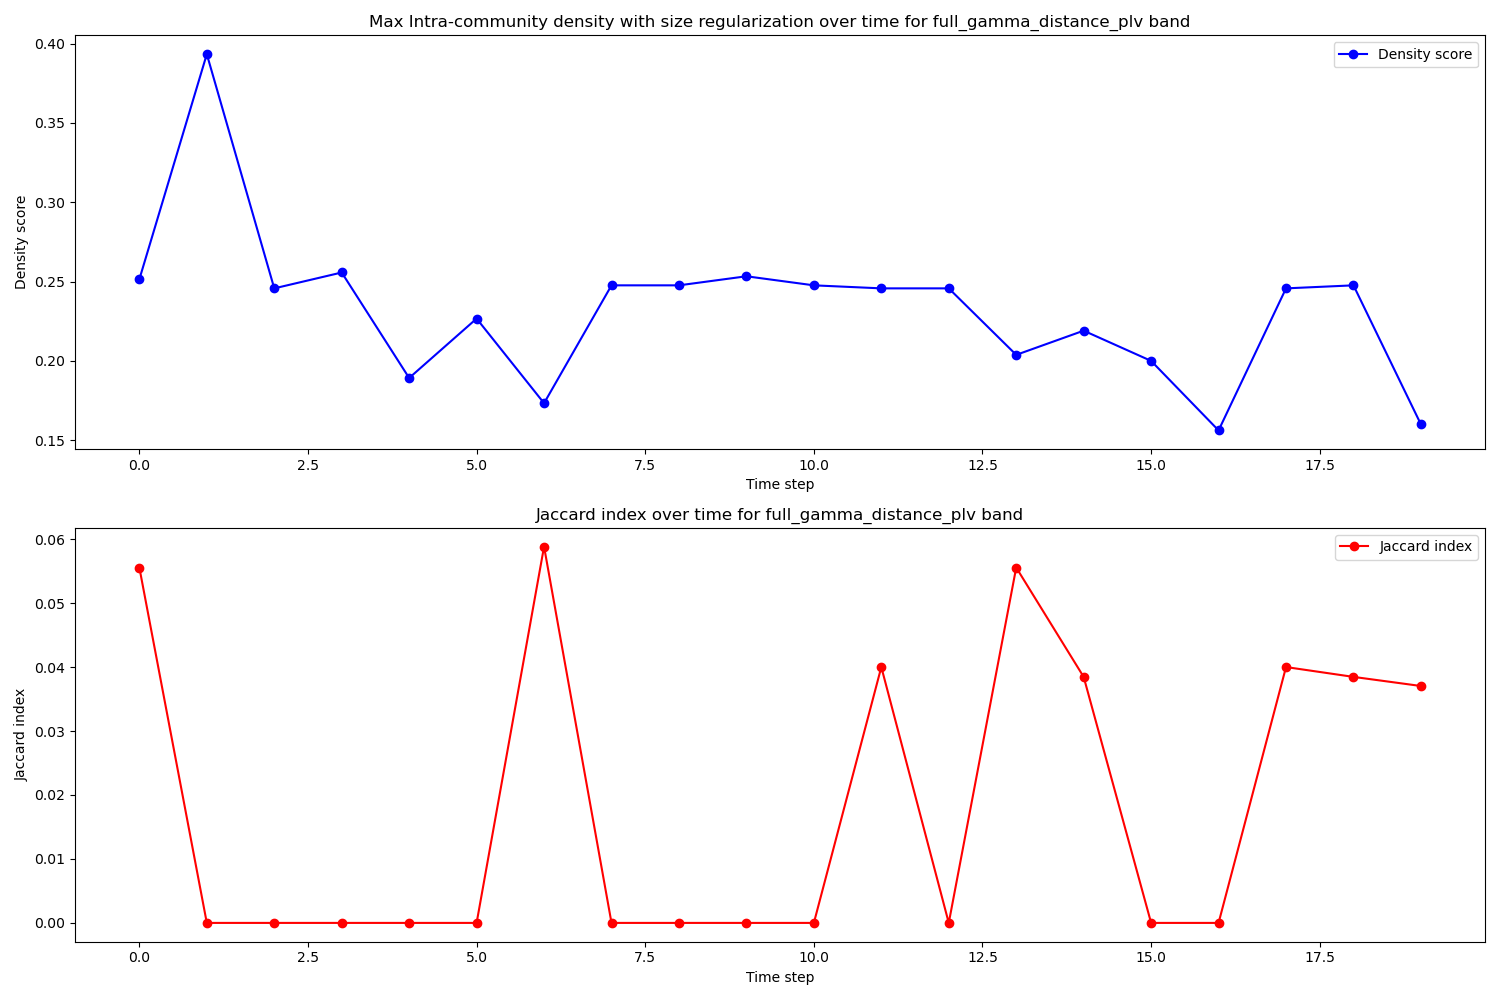 Max Intra-community density with size regularization over time for full_gamma_distance_plv band
Density score
0.40
0.35
0.30
0.25
0.20
0.15
Density score
0.0 2.5 5.0 7.5 10.0 12.5 15.0 17.5
Time step
Jaccard index over time for full_gamma_distance_plv band
Jaccard index
0.06
0.05
0.04
0.03
0.02
0.01
0.00
Jaccard index
0.0 2.5 5.0 7.5 10.0 12.5 15.0 17.5
Time step